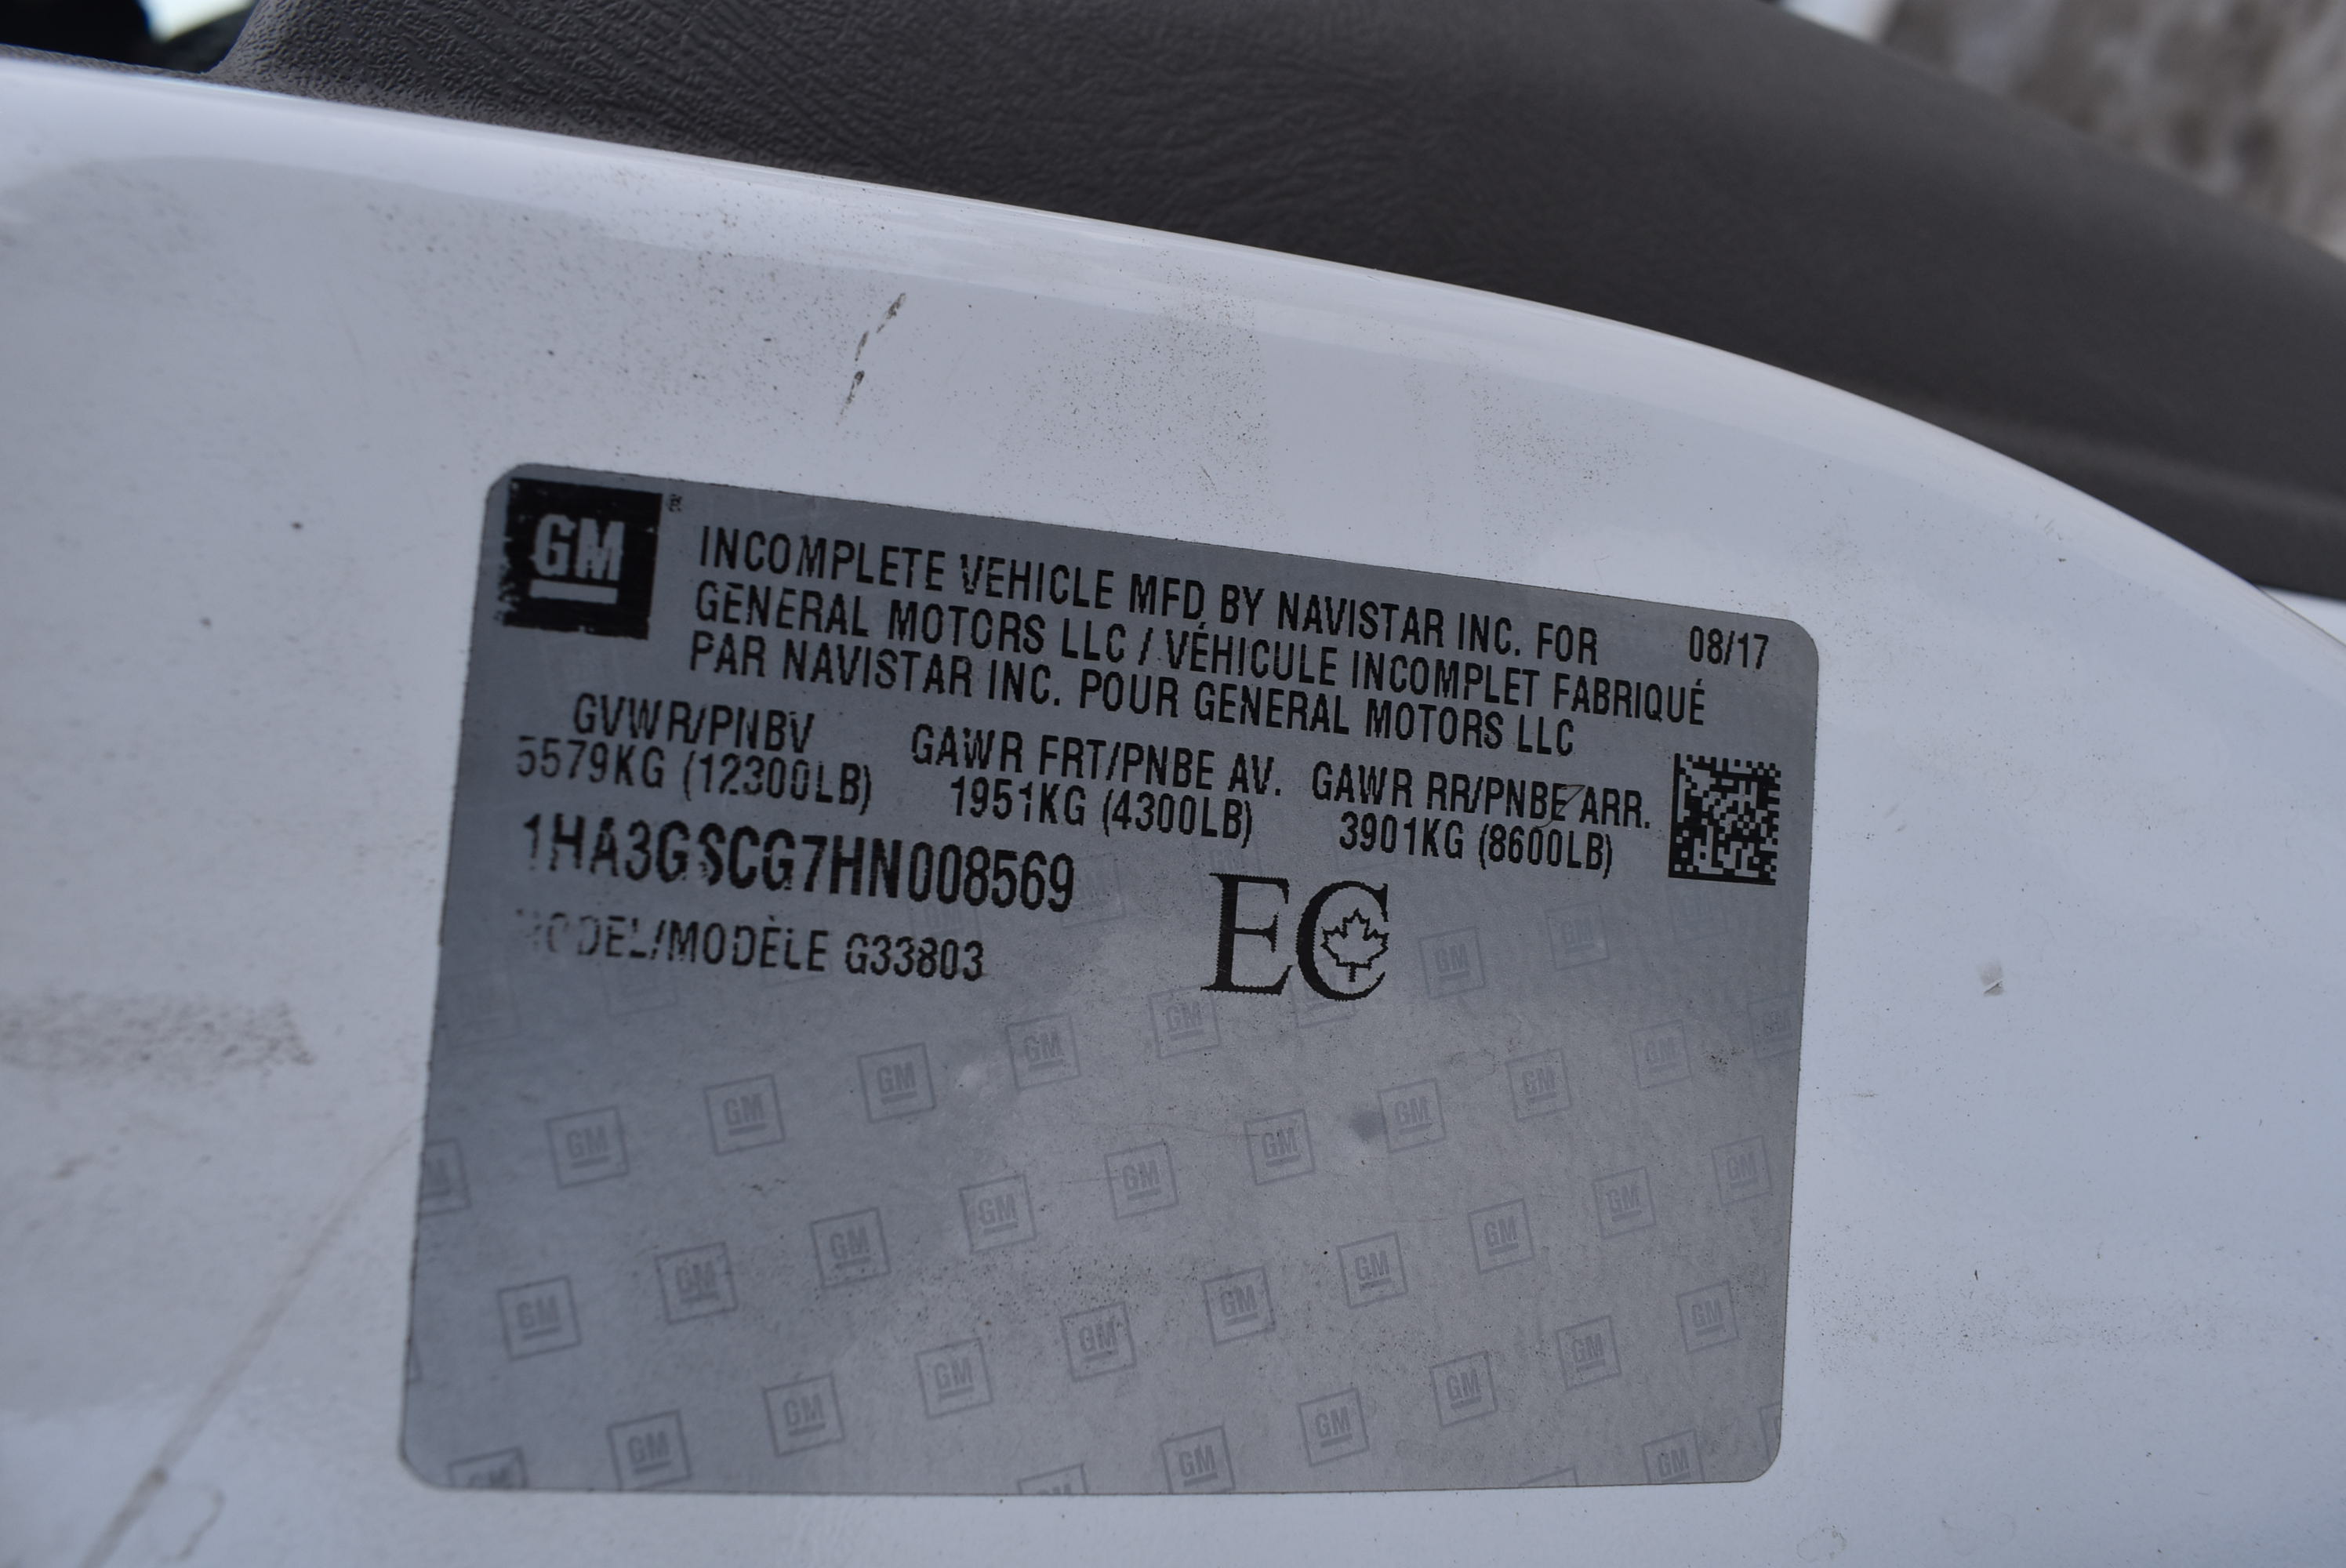 GM ®
INCOMPLETE VEHICLE MFD BY NAVISTAR INC. FOR 08/17
GENERAL MOTORS LLC / VÉHICULE INCOMPLET FABRIQUÉ
PAR NAVISTAR INC. POUR GENERAL MOTORS LLC
GVWR/PNBV GAWR FRT/PNBE AV. GAWR RR/PNBE ARR.
5579KG (12300LB) 1951KG (4300LB) 3901KG (8600LB)
1HA3GSCG7HN008569
MODEL/MODÈLE G33803
EC